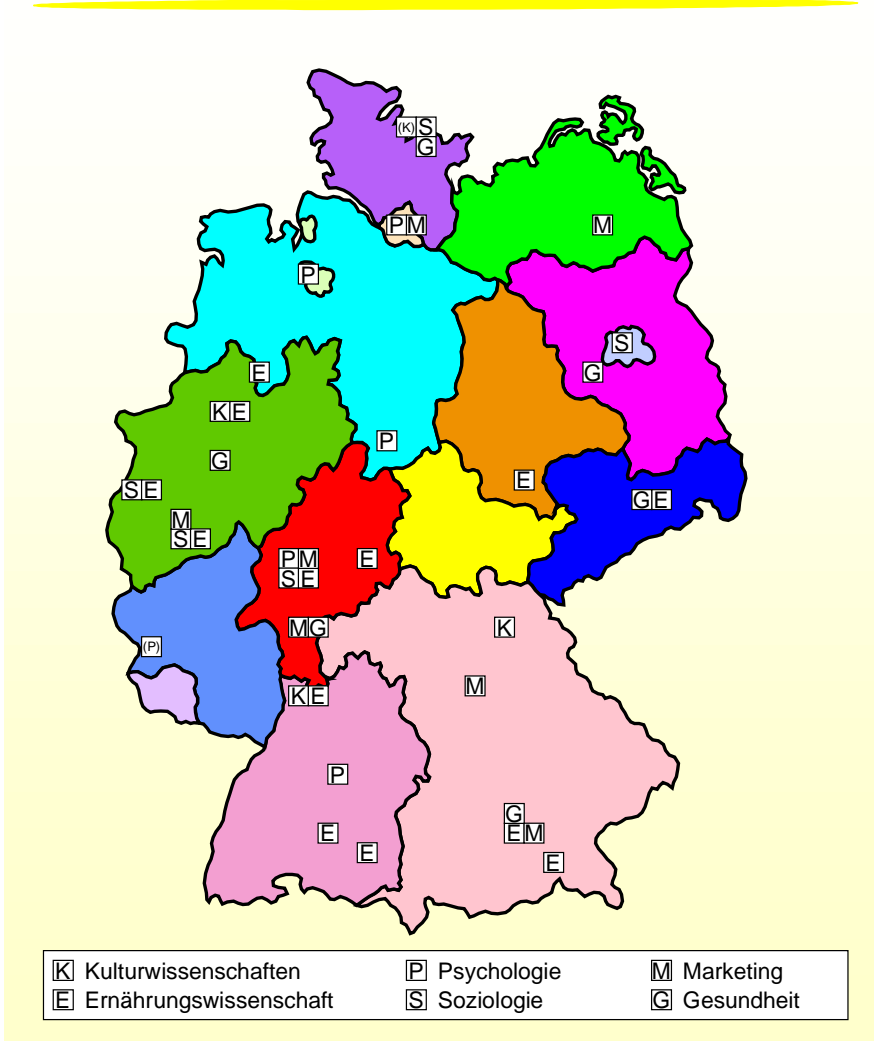 (K) S
G
P M
M
P
S
E
G
K E
P
G
E
S E
G E
M
S E
P M
E
S E
M G
K
(P)
M
K E
P
G
E
E M
E
E
K Kulturwissenschaften P Psychologie M Marketing
E Ernährungswissenschaft S Soziologie G Gesundheit